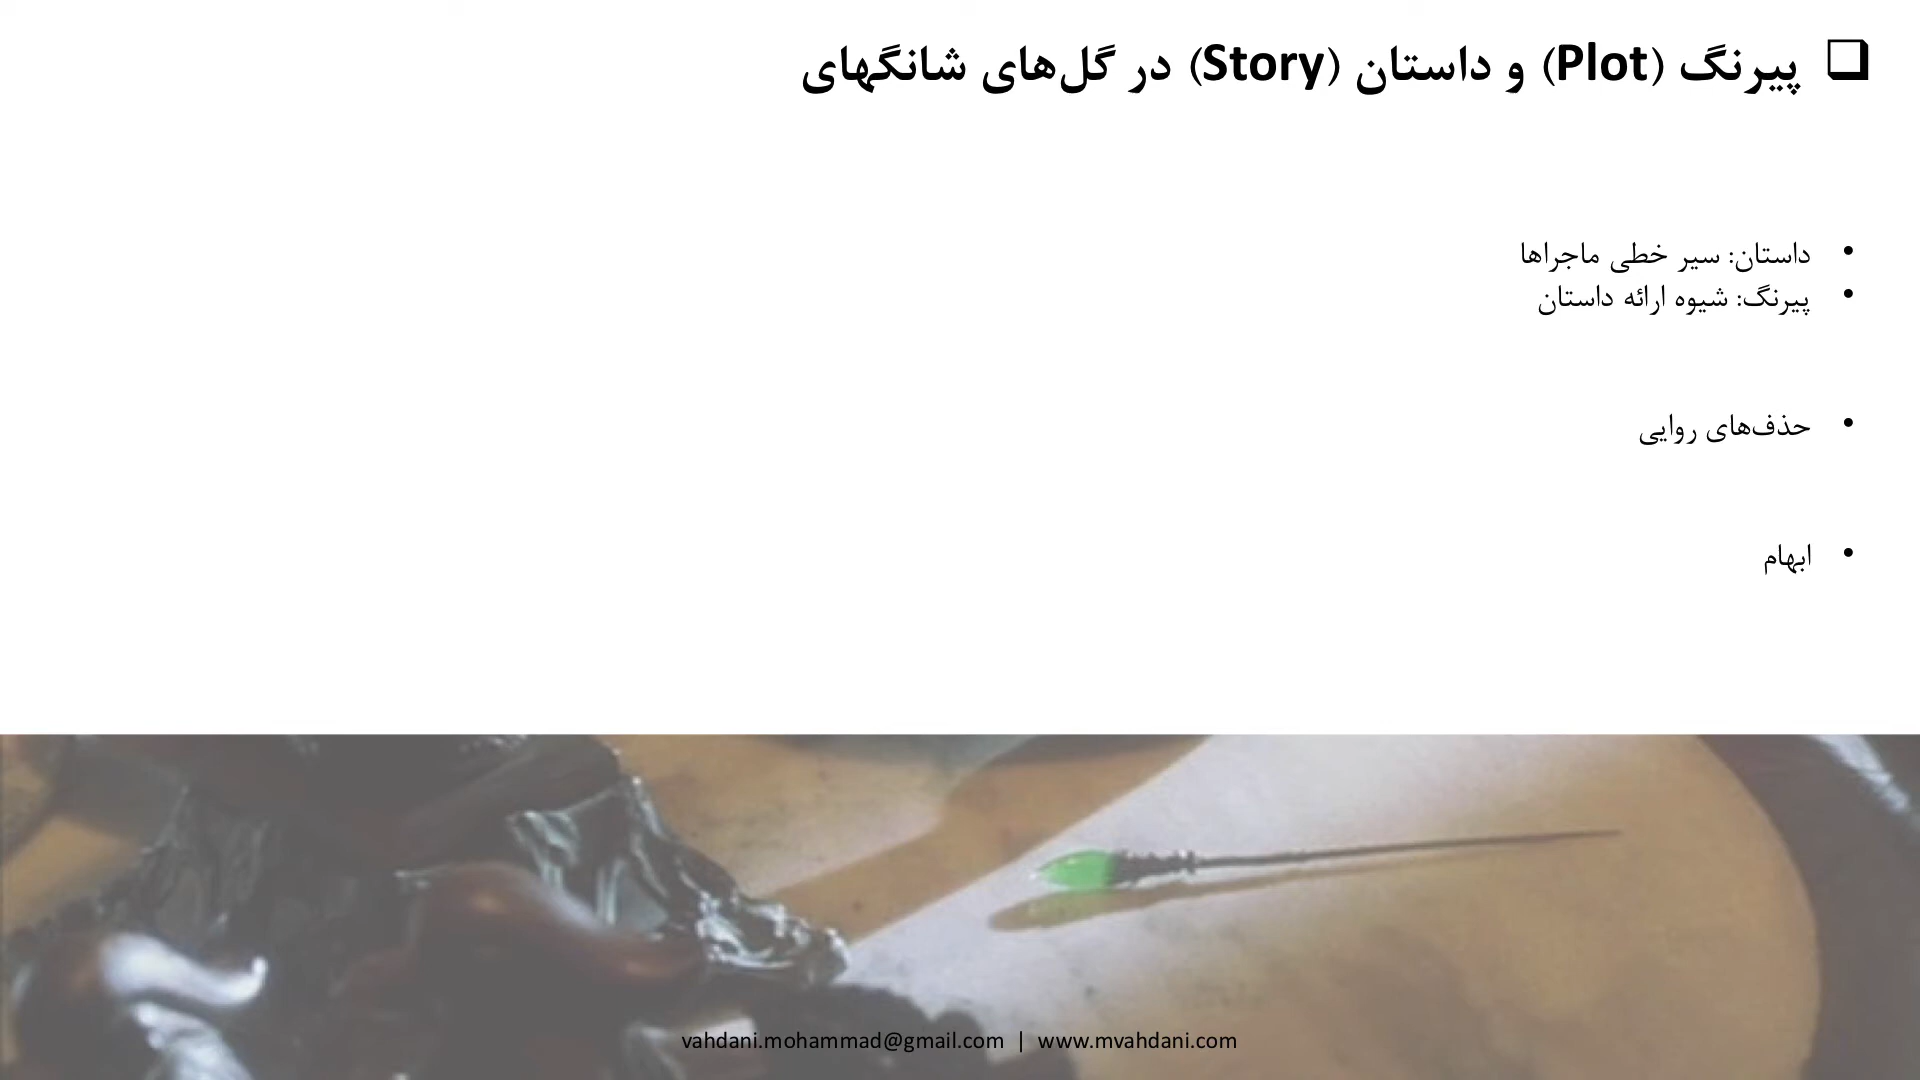 ❑ پیرنگ (Plot) و داستان (Story) در گل‌های شانگهای
• داستان: سیر خطی ماجراها
• پیرنگ: شیوه ارائه داستان
• حذف‌های روایی
• ابهام
vahdani.mohammad@gmail.com | www.mvahdani.com